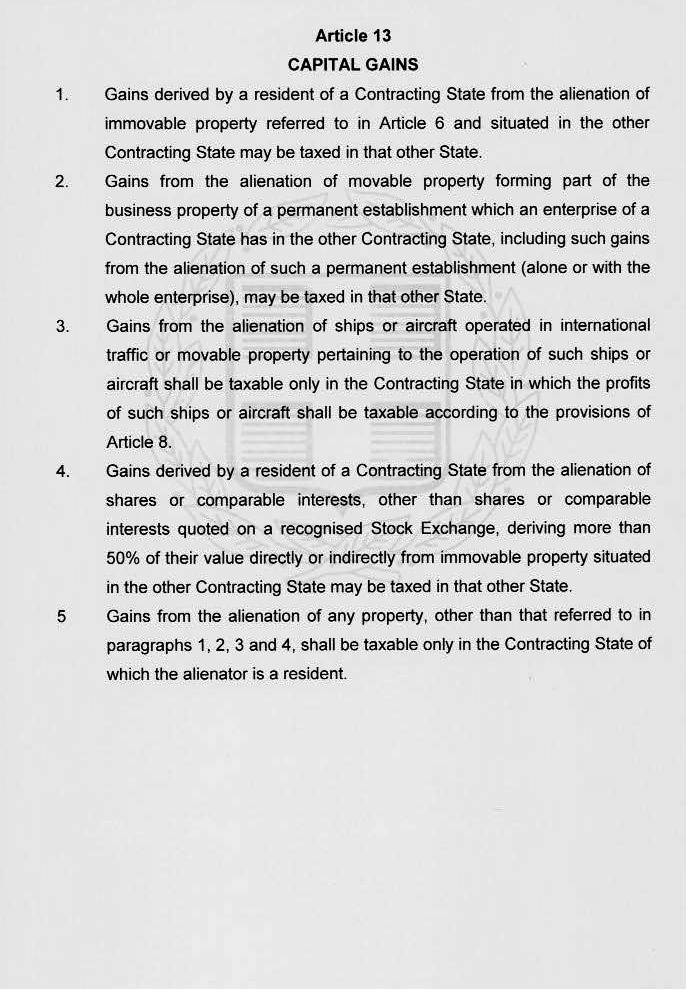 Article 13
CAPITAL GAINS
1. Gains derived by a resident of a Contracting State from the alienation of
immovable property referred to in Article 6 and situated in the other
Contracting State may be taxed in that other State.
2. Gains from the alienation of movable property forming part of the
business property of a permanent establishment which an enterprise of a
Contracting State has in the other Contracting State, including such gains
from the alienation of such a permanent establishment (alone or with the
whole enterprise), may be taxed in that other State.
3. Gains from the alienation of ships or aircraft operated in international
traffic or movable property pertaining to the operation of such ships or
aircraft shall be taxable only in the Contracting State in which the profits
of such ships or aircraft shall be taxable according to the provisions of
Article 8.
4. Gains derived by a resident of a Contracting State from the alienation of
shares or comparable interests, other than shares or comparable
interests quoted on a recognised Stock Exchange, deriving more than
50% of their value directly or indirectly from immovable property situated
in the other Contracting State may be taxed in that other State.
5 Gains from the alienation of any property, other than that referred to in
paragraphs 1, 2, 3 and 4, shall be taxable only in the Contracting State of
which the alienator is a resident.